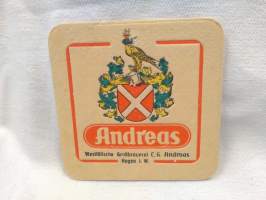 Andreas
Westfälische Großbrauerei C. G. Andreas
Hagen i. W.